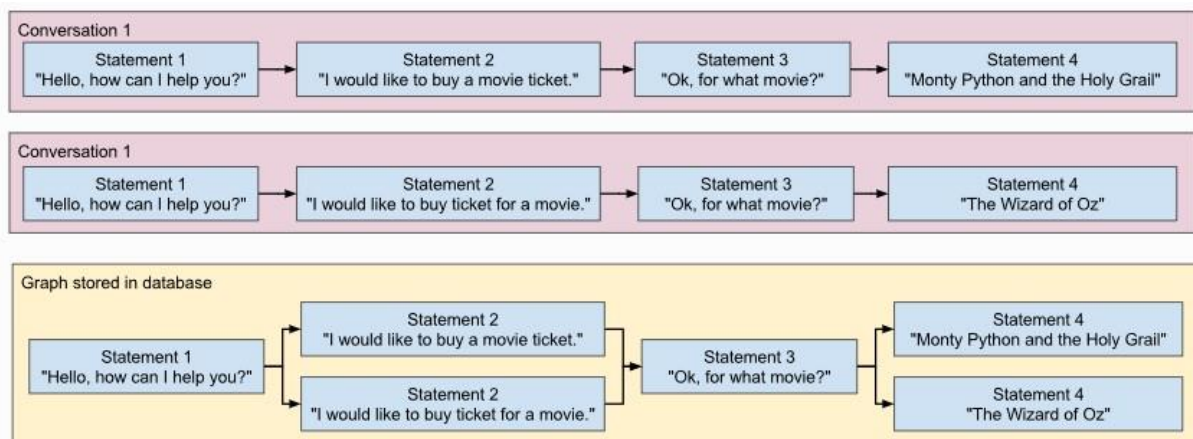 Conversation 1
Statement 1
"Hello, how can I help you?"
Statement 2
"I would like to buy a movie ticket."
Statement 3
"Ok, for what movie?"
Statement 4
"Monty Python and the Holy Grail"
Conversation 1
Statement 1
"Hello, how can I help you?"
Statement 2
"I would like to buy ticket for a movie."
Statement 3
"Ok, for what movie?"
Statement 4
"The Wizard of Oz"
Graph stored in database
Statement 1
"Hello, how can I help you?"
Statement 2
"I would like to buy a movie ticket."
Statement 2
"I would like to buy ticket for a movie."
Statement 3
"Ok, for what movie?"
Statement 4
"Monty Python and the Holy Grail"
Statement 4
"The Wizard of Oz"